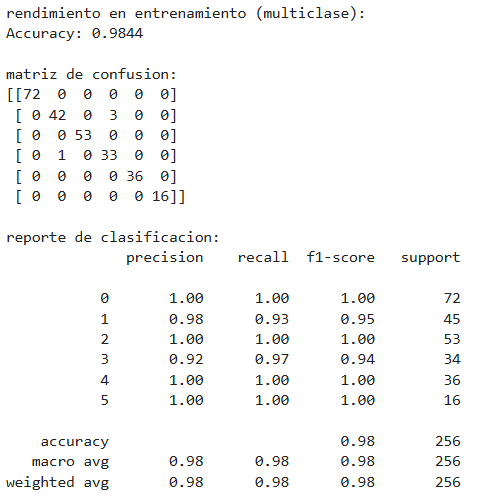 rendimiento en entrenamiento (multiclase):
Accuracy: 0.9844
matriz de confusion:
[[72  0  0  0  0  0]
 [ 0 42  0  3  0  0]
 [ 0  0 53  0  0  0]
 [ 0  1  0 33  0  0]
 [ 0  0  0  0 36  0]
 [ 0  0  0  0  0 16]]
reporte de clasificacion:
              precision    recall  f1-score   support
           0       1.00      1.00      1.00        72
           1       0.98      0.93      0.95        45
           2       1.00      1.00      1.00        53
           3       0.92      0.97      0.94        34
           4       1.00      1.00      1.00        36
           5       1.00      1.00      1.00        16
    accuracy                           0.98       256
   macro avg       0.98      0.98      0.98       256
weighted avg       0.98      0.98      0.98       256